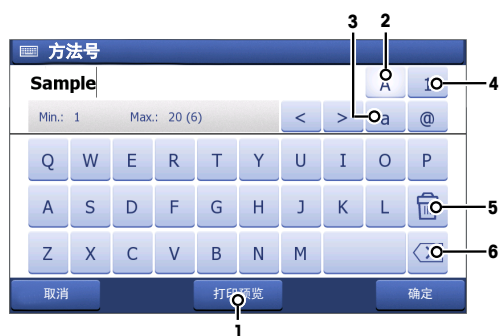 3 2
方法号
Sample A 1 4
Min.: 1 Max.: 20 (6) < > a @
Q W E R T Y U I O P
A S D F G H J K L 5
Z X C V B N M 6
取消 打印预览 确定
1